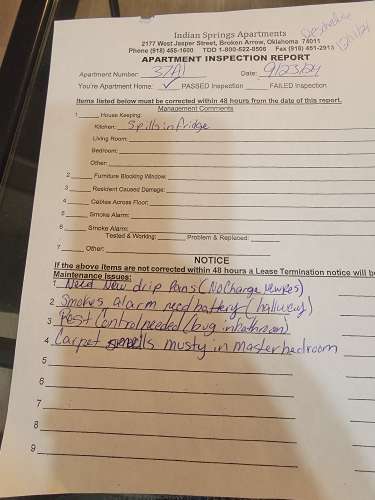 Indian Springs Apartments
2177 West Jasper Street, Broken Arrow, Oklahoma 74011
Phone (918) 455-1600 TDD 1-800-522-8506 Fax (918) 451-2913
APARTMENT INSPECTION REPORT
Apartment Number: Date: 9/23/24
You're Apartment Home: ✓ PASSED Inspection FAILED Inspection
Items listed below must be corrected within 48 hours from the date of this report.
Management Comments
1 House Keeping:
Kitchen: Spills in fridge
Living Room:
Bedroom:
Other:
2 Furniture Blocking Window:
3 Resident Caused Damage:
4 Cables Across Floor:
5 Smoke Alarm:
6 Smoke Alarm:
Tested & Working: Problem & Replaced:
7 Other:
NOTICE
If the above items are not corrected within 48 hours a Lease Termination notice will be
Maintenance Issues:
1 Need New drip Pans (No Charge
2 Smokes alarm need battery (hallway)
3 Pest Control needed (bug in bathroom)
4 Carpet smells musty in Master bedroom
5
6
7
8
9